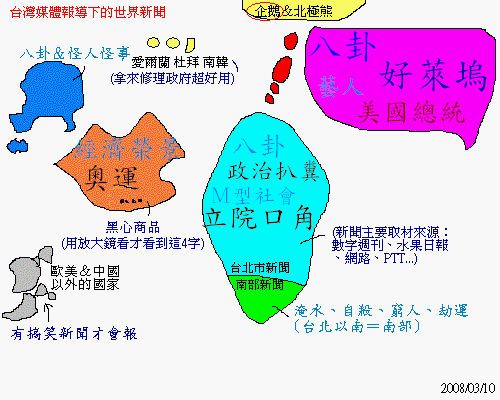 台灣媒體報導下的世界新聞
企鵝&北極熊
八卦&怪人怪事
愛爾蘭 杜拜 南韓
(拿來修理政府超好用)
八卦
藝人
好萊塢
美國總統
經濟榮景
奧運
黑心商品
(用放大鏡看才看到這4字)
八卦
政治扒糞
M型社會
立院口角
(新聞主要取材來源：
數字週刊、水果日報
、網路、PTT...)
歐美&中國
以外的國家
有搞笑新聞才會報
台北市新聞
南部新聞
淹水、自殺、窮人、劫運
(台北以南＝南部)
2008/03/10